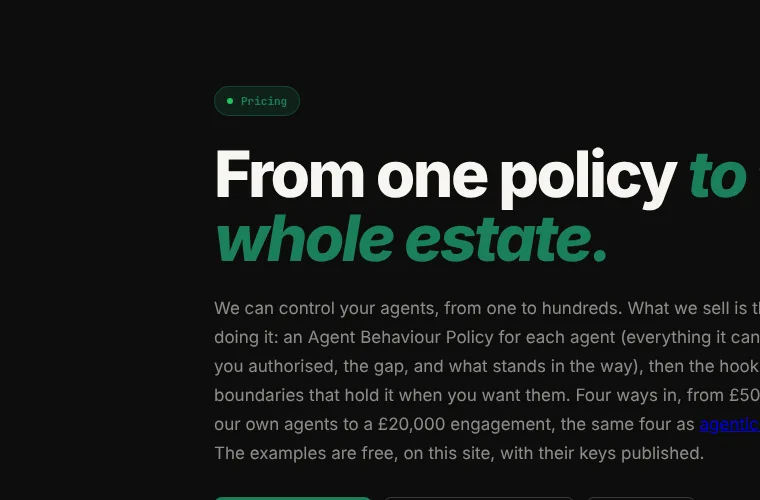 Pricing
From one policy to
whole estate.
We can control your agents, from one to hundreds. What we sell is
doing it: an Agent Behaviour Policy for each agent (everything it can
you authorised, the gap, and what stands in the way), then the hook
boundaries that hold it when you want them. Four ways in, from £50
our own agents to a £20,000 engagement, the same four as agentic
The examples are free, on this site, with their keys published.